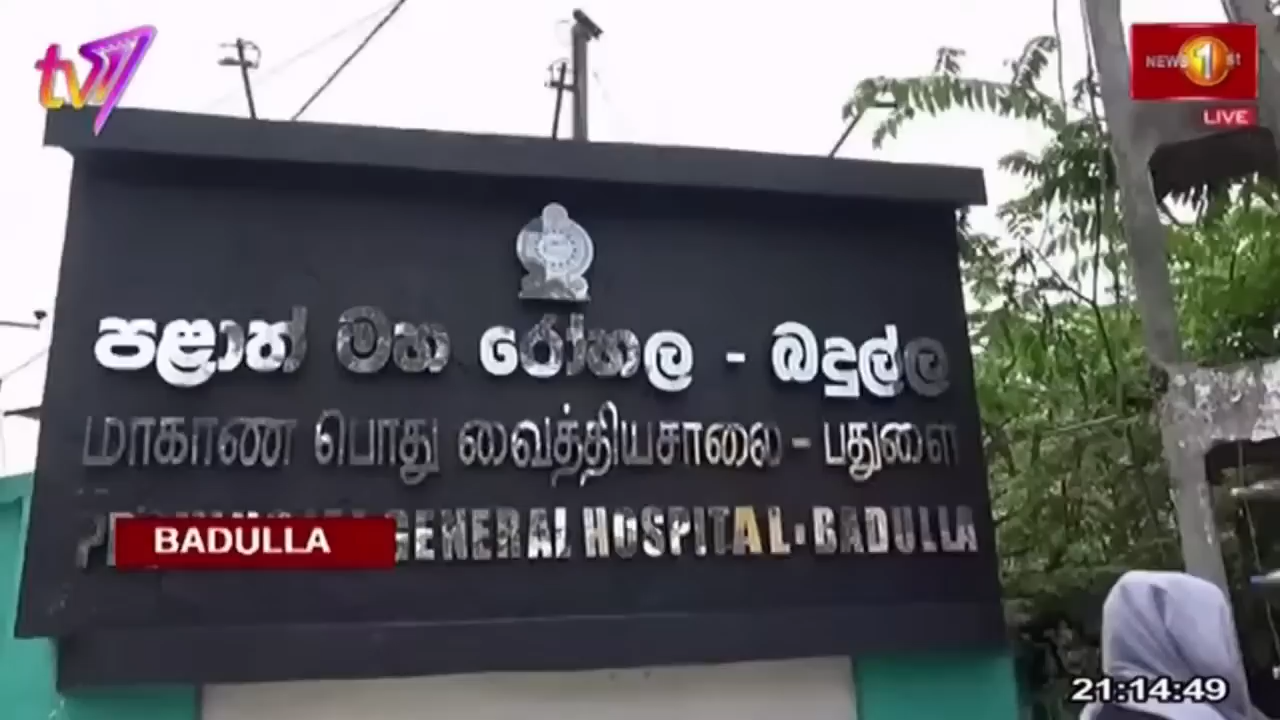 tv1
NEWS 1st
LIVE
පළාත් මහ රෝහල - බදුල්ල
மாகாண பொது வைத்தியசாலை - பதுளை
GENERAL HOSPITAL - BADULLA
BADULLA
21:14:49